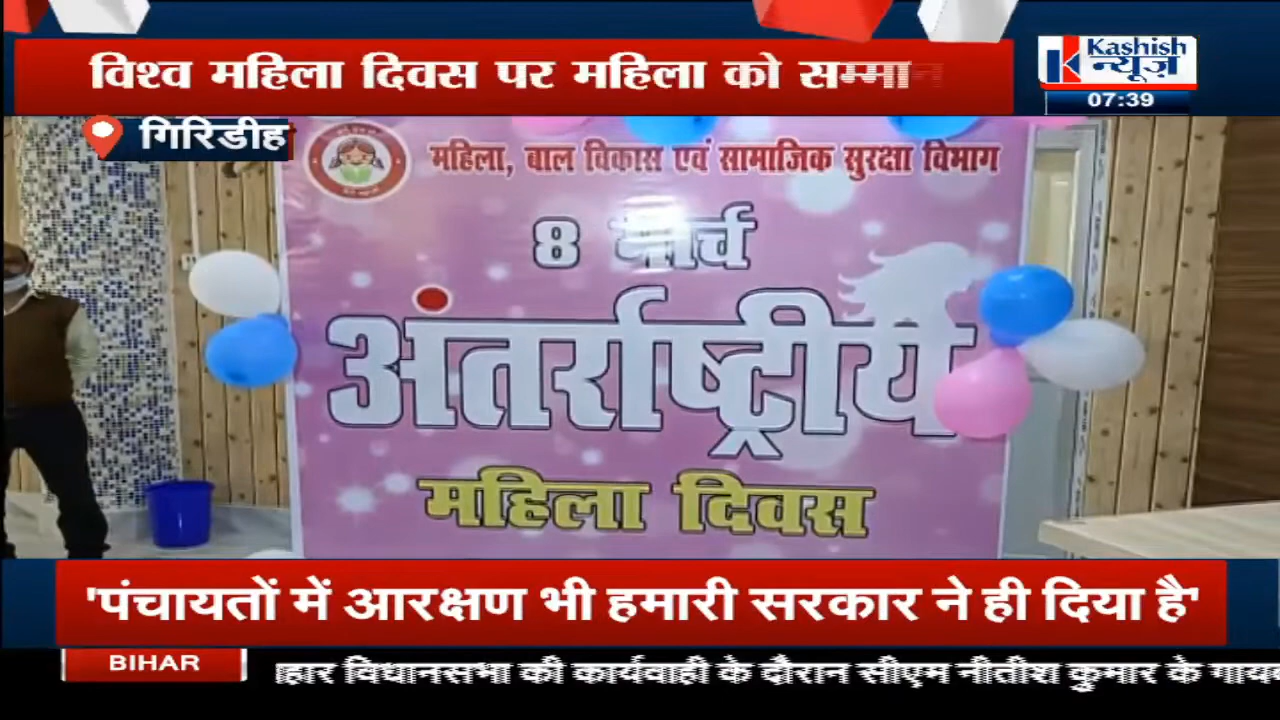 विश्व महिला दिवस पर महिला को सम्मान
Kashish
न्यूज़
07:39
गिरिडीह
महिला, बाल विकास एवं सामाजिक सुरक्षा विभाग
8 मार्च
अंतर्राष्ट्रीय
महिला दिवस
'पंचायतों में आरक्षण भी हमारी सरकार ने ही दिया है'
BIHAR
विधानसभा की कार्यवाही के दौरान सीएम नीतीश कुमार के